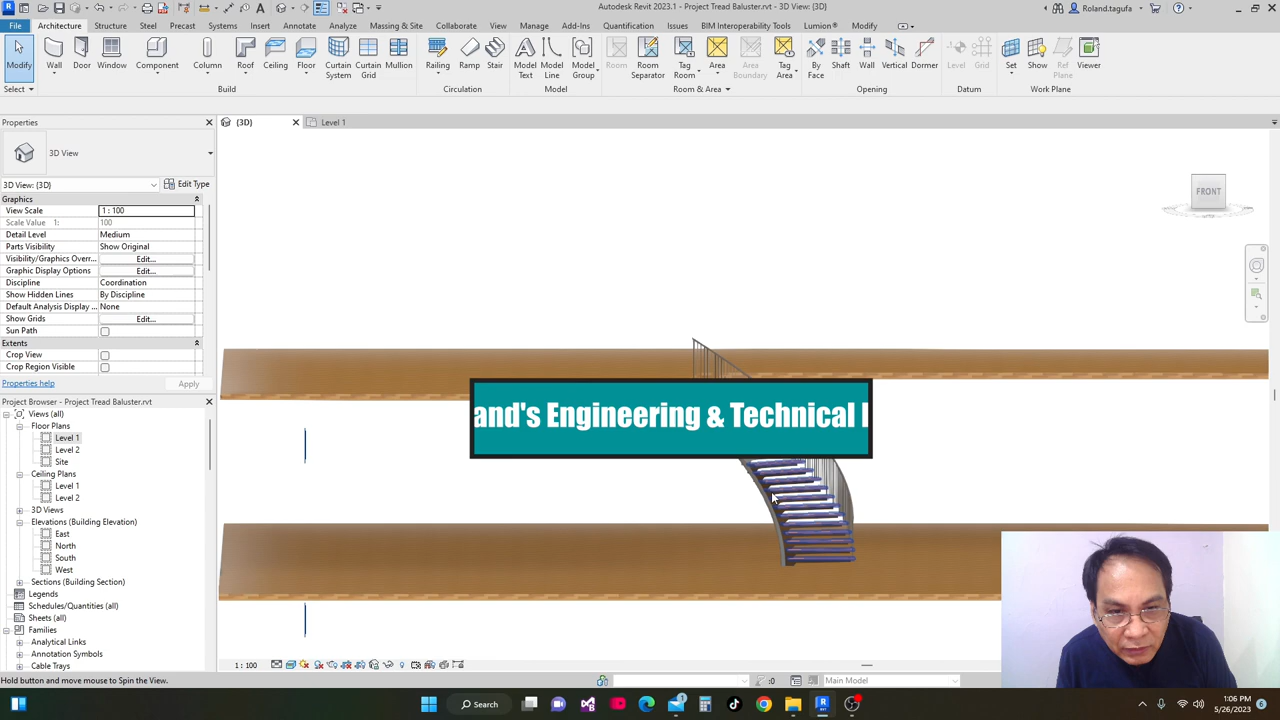 Autodesk Revit 2023.1 - Project Tread Baluster.rvt - 3D View: {3D}
Roland.tagufa
File Architecture Structure Steel Precast Systems Insert Annotate Analyze Massing & Site Collaborate View Manage Add-Ins Quantification Issues BIM Interoperability Tools Lumion® Modify
Modify Wall Door Window Component Column Roof Ceiling Floor Curtain System Curtain Grid Mullion Railing Ramp Stair Model Text Model Line Model Group Room Room Separator Tag Room Area Area Boundary Tag Area By Face Shaft Wall Vertical Dormer Level Grid Set Show Ref Plane Viewer
Select Build Circulation Model Room & Area Opening Datum Work Plane
Properties
{3D} Level 1
3D View
3D View: {3D} Edit Type
Graphics
View Scale 1 : 100
Scale Value 1: 100
Detail Level Medium
Parts Visibility Show Original
Visibility/Graphics Overr... Edit...
Graphic Display Options Edit...
Discipline Coordination
Show Hidden Lines By Discipline
Default Analysis Display ... None
Show Grids Edit...
Sun Path
Extents
Crop View
Crop Region Visible
Properties help Apply
Project Browser - Project Tread Baluster.rvt
Views (all)
Floor Plans
Level 1
Level 2
Site
Ceiling Plans
Level 1
Level 2
3D Views
Elevations (Building Elevation)
East
North
South
West
Sections (Building Section)
Legends
Schedules/Quantities (all)
Sheets (all)
Families
Analytical Links
Annotation Symbols
Cable Trays
FRONT
and's Engineering & Technical
1 : 100
Hold button and move mouse to Spin the View.
:0 Main Model
Search
1:06 PM
5/26/2023